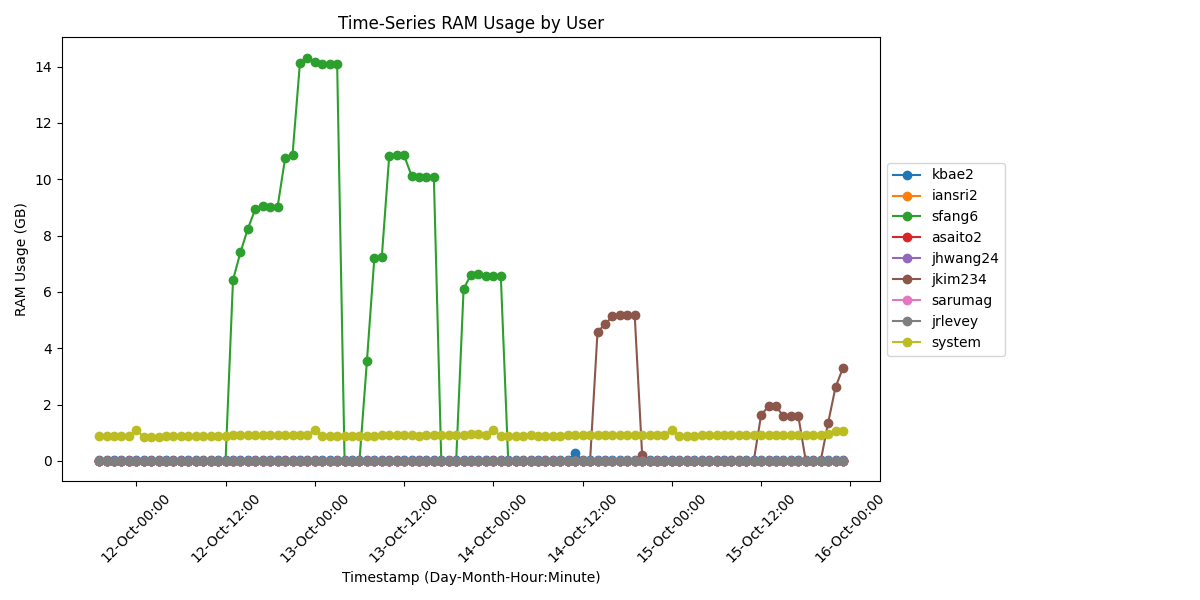 Time-Series RAM Usage by User
RAM Usage (GB)
14
12
10
8
6
4
2
0
12-Oct-00:00
12-Oct-12:00
13-Oct-00:00
13-Oct-12:00
14-Oct-00:00
14-Oct-12:00
15-Oct-00:00
15-Oct-12:00
16-Oct-00:00
Timestamp (Day-Month-Hour:Minute)
kbae2
iansri2
sfang6
asaito2
jhwang24
jkim234
sarumag
jrlevey
system